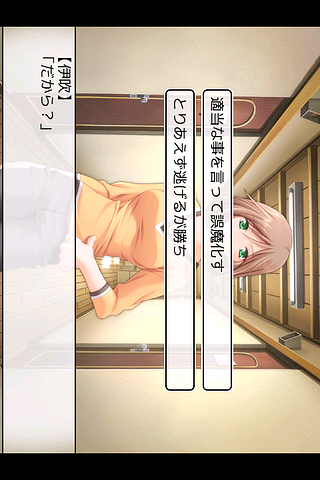 適当な事を言って誤魔化す
とりあえず逃げるが勝ち
【伊吹】
「だから？」